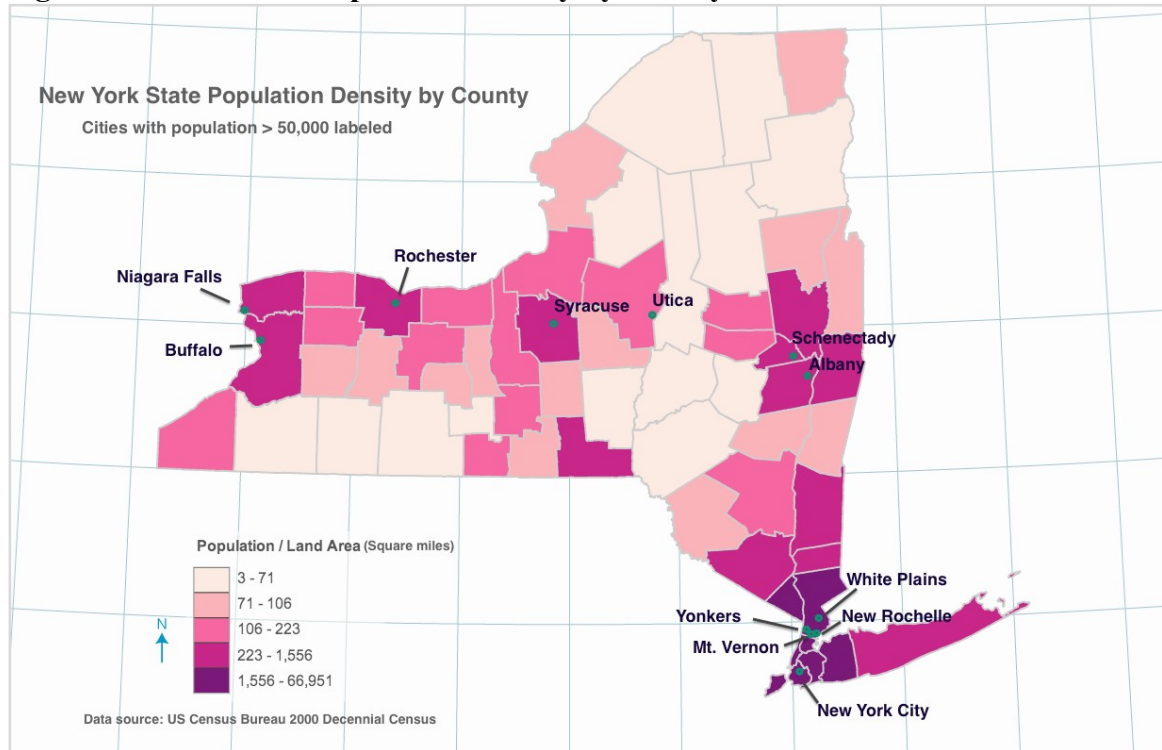 New York State Population Density by County
Cities with population > 50,000 labeled
Rochester
Niagara Falls
Syracuse
Utica
Buffalo
Schenectady
Albany
Population / Land Area (Square miles)
3 - 71
71 - 106
106 - 223
223 - 1,556
1,556 - 66,951
N
White Plains
Yonkers
New Rochelle
Mt. Vernon
New York City
Data source: US Census Bureau 2000 Decennial Census